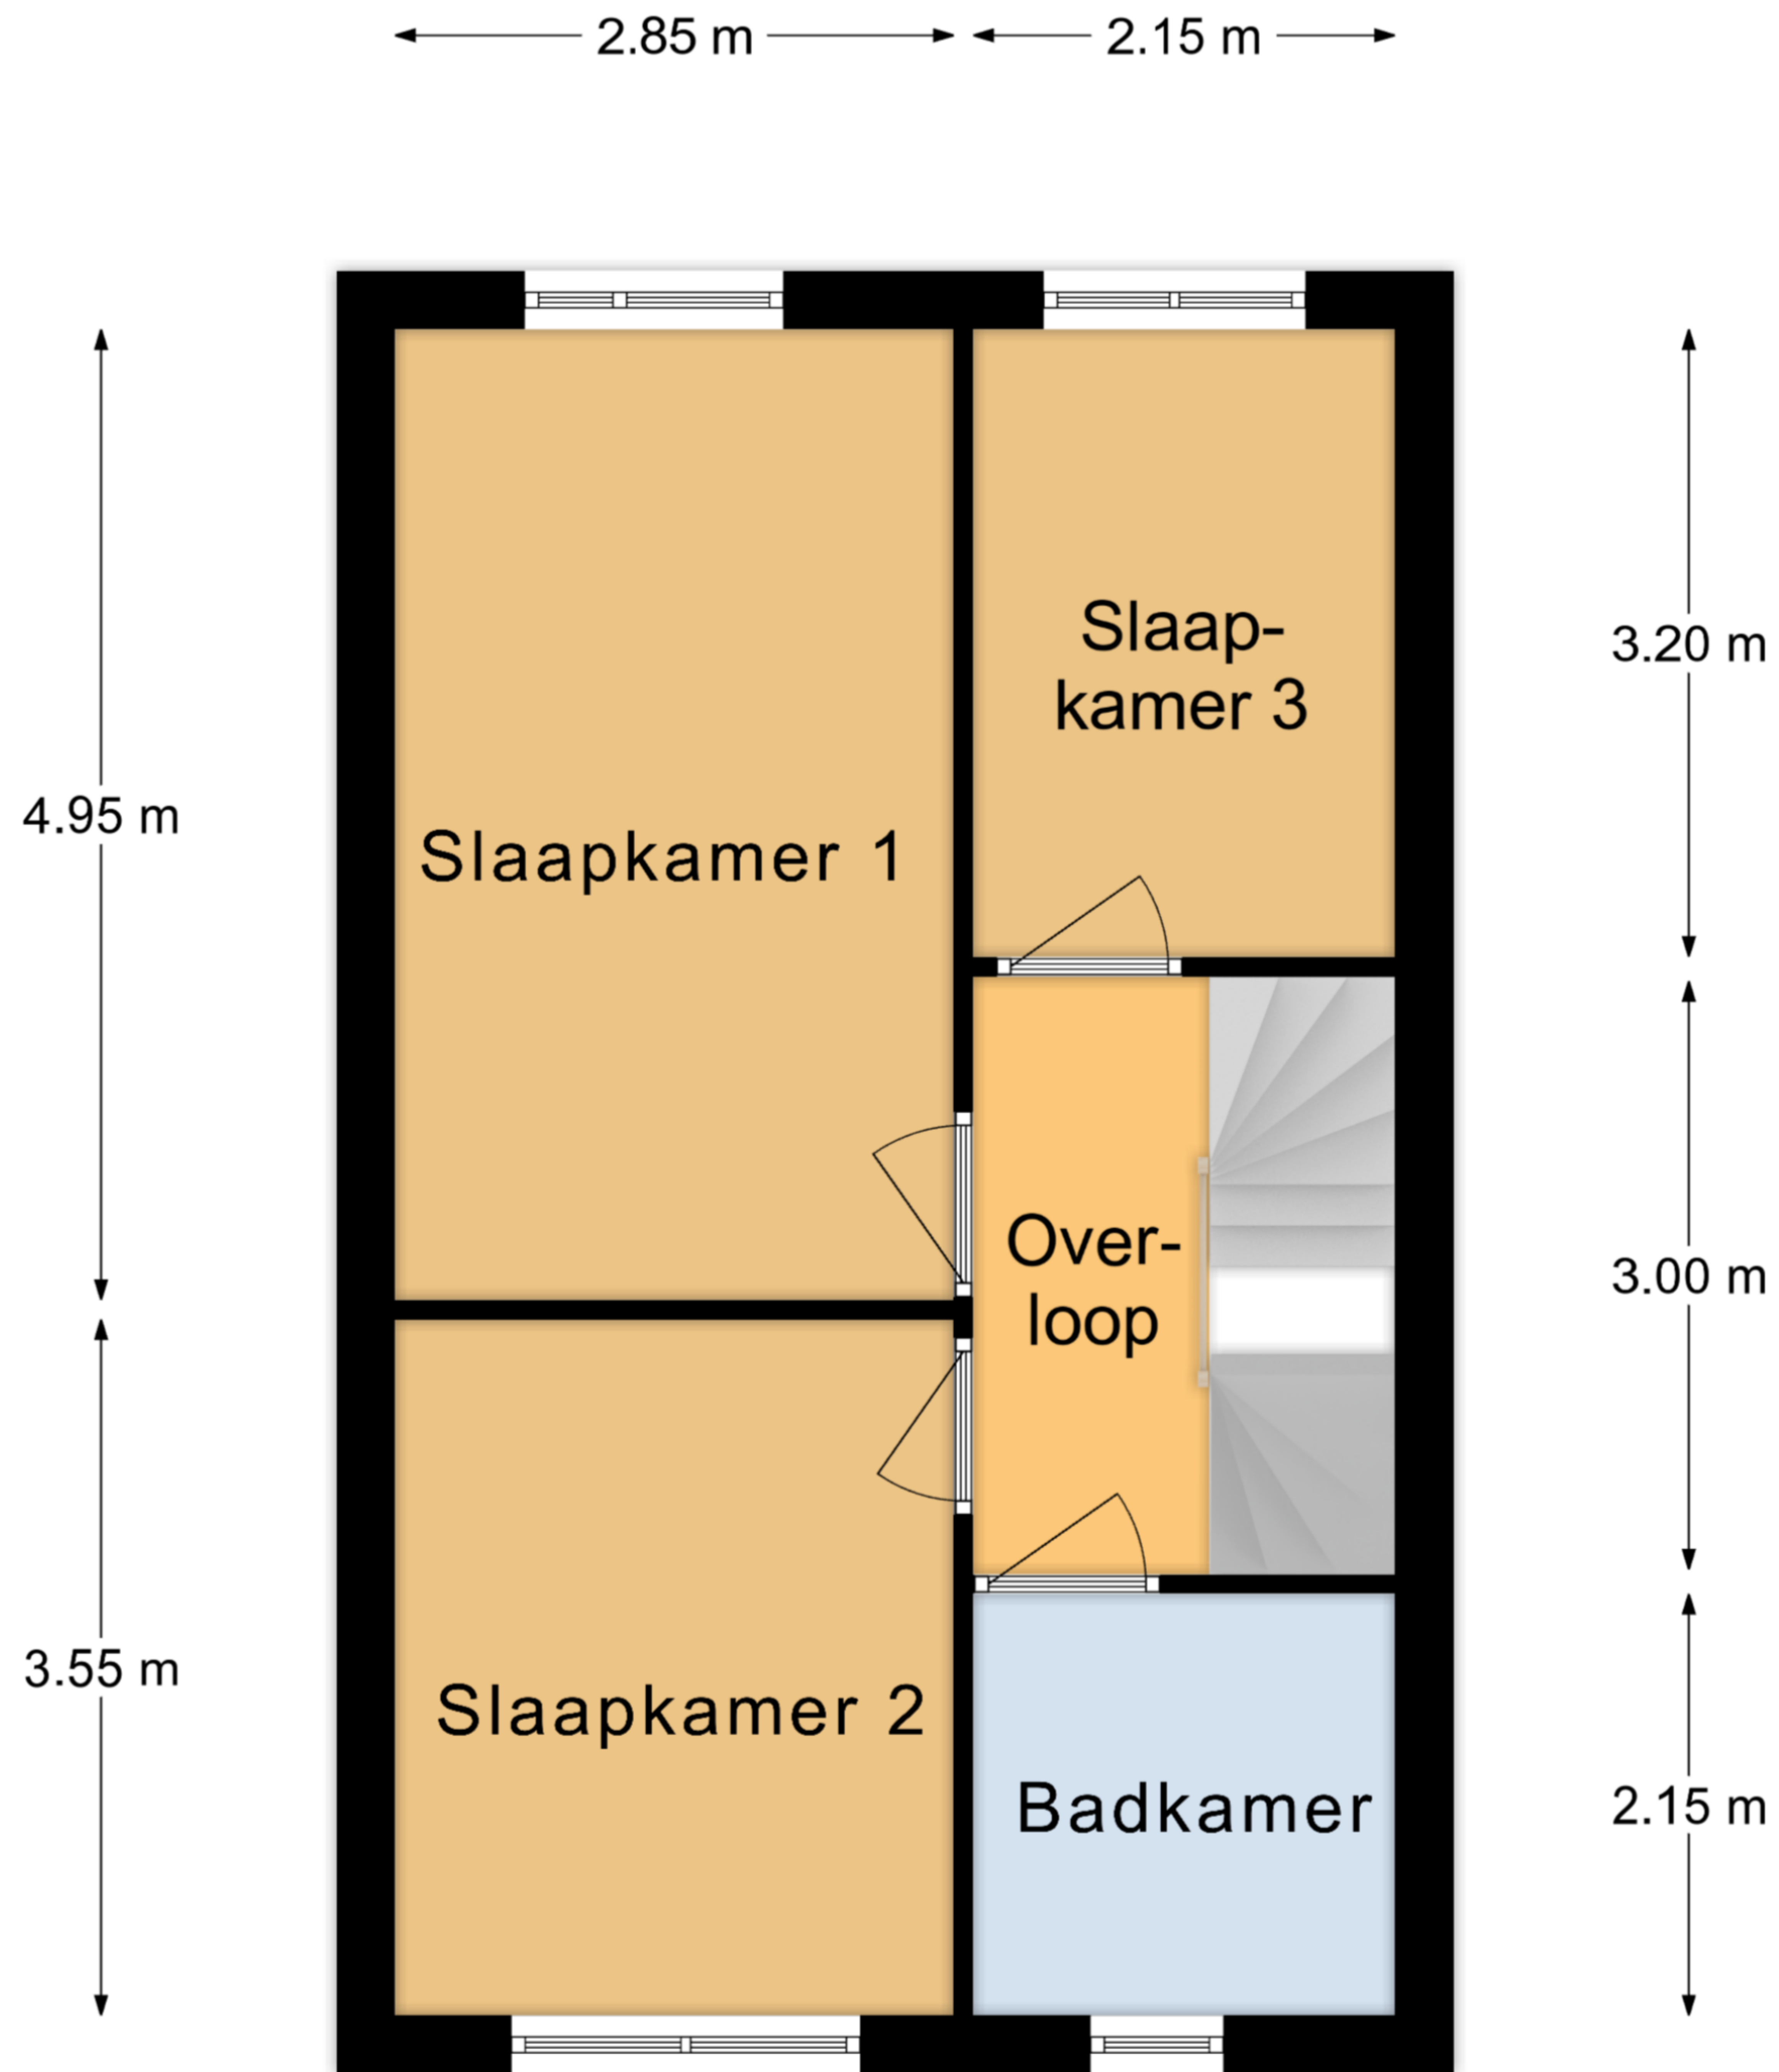 2.85 m
2.15 m
Slaap-
kamer 3
3.20 m
4.95 m
Slaapkamer 1
Over-
loop
3.00 m
3.55 m
Slaapkamer 2
Badkamer
2.15 m